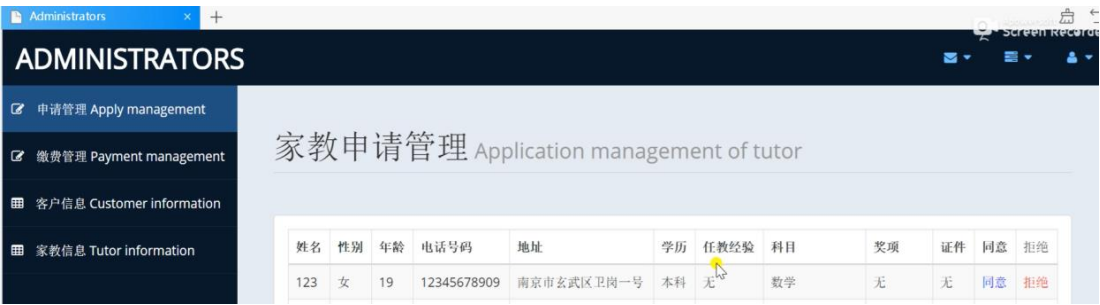 Administrators
Screen Recorde
ADMINISTRATORS
申请管理 Apply management
缴费管理 Payment management
客户信息 Customer information
家教信息 Tutor information
家教申请管理 Application management of tutor
姓名 性别 年龄 电话号码 地址 学历 任教经验 科目 奖项 证件 同意 拒绝
123 女 19 12345678909 南京市玄武区卫岗一号 本科 无 数学 无 无 同意 拒绝